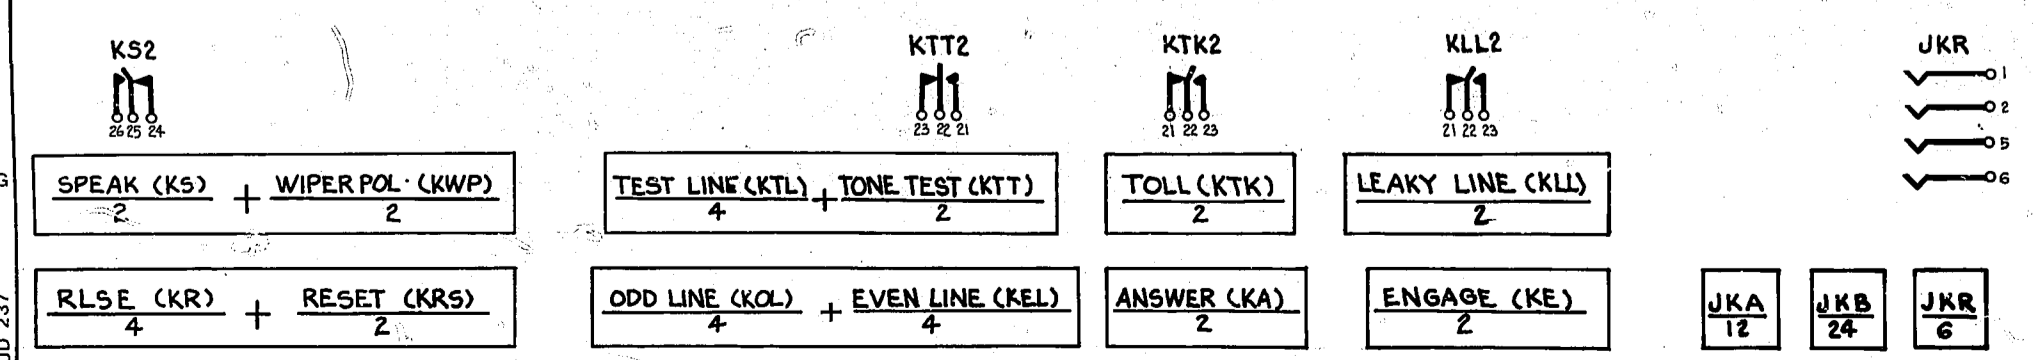 KS2 KTT2 KTK2 KLL2 JKR
1
2
26 25 24 23 22 21 21 22 23 21 22 23
5
6
G
SPEAK (KS) + WIPER POL. (KWP) TEST LINE (KTL) + TONE TEST (KTT) TOLL (KTK) LEAKY LINE (KLL)
2 2 4 2 2 2
RLSE (KR) + RESET (KRS) ODD LINE (KOL) + EVEN LINE (KEL) ANSWER (KA) ENGAGE (KE) JKA JKB JKR
4 2 4 4 2 2 12 24 6